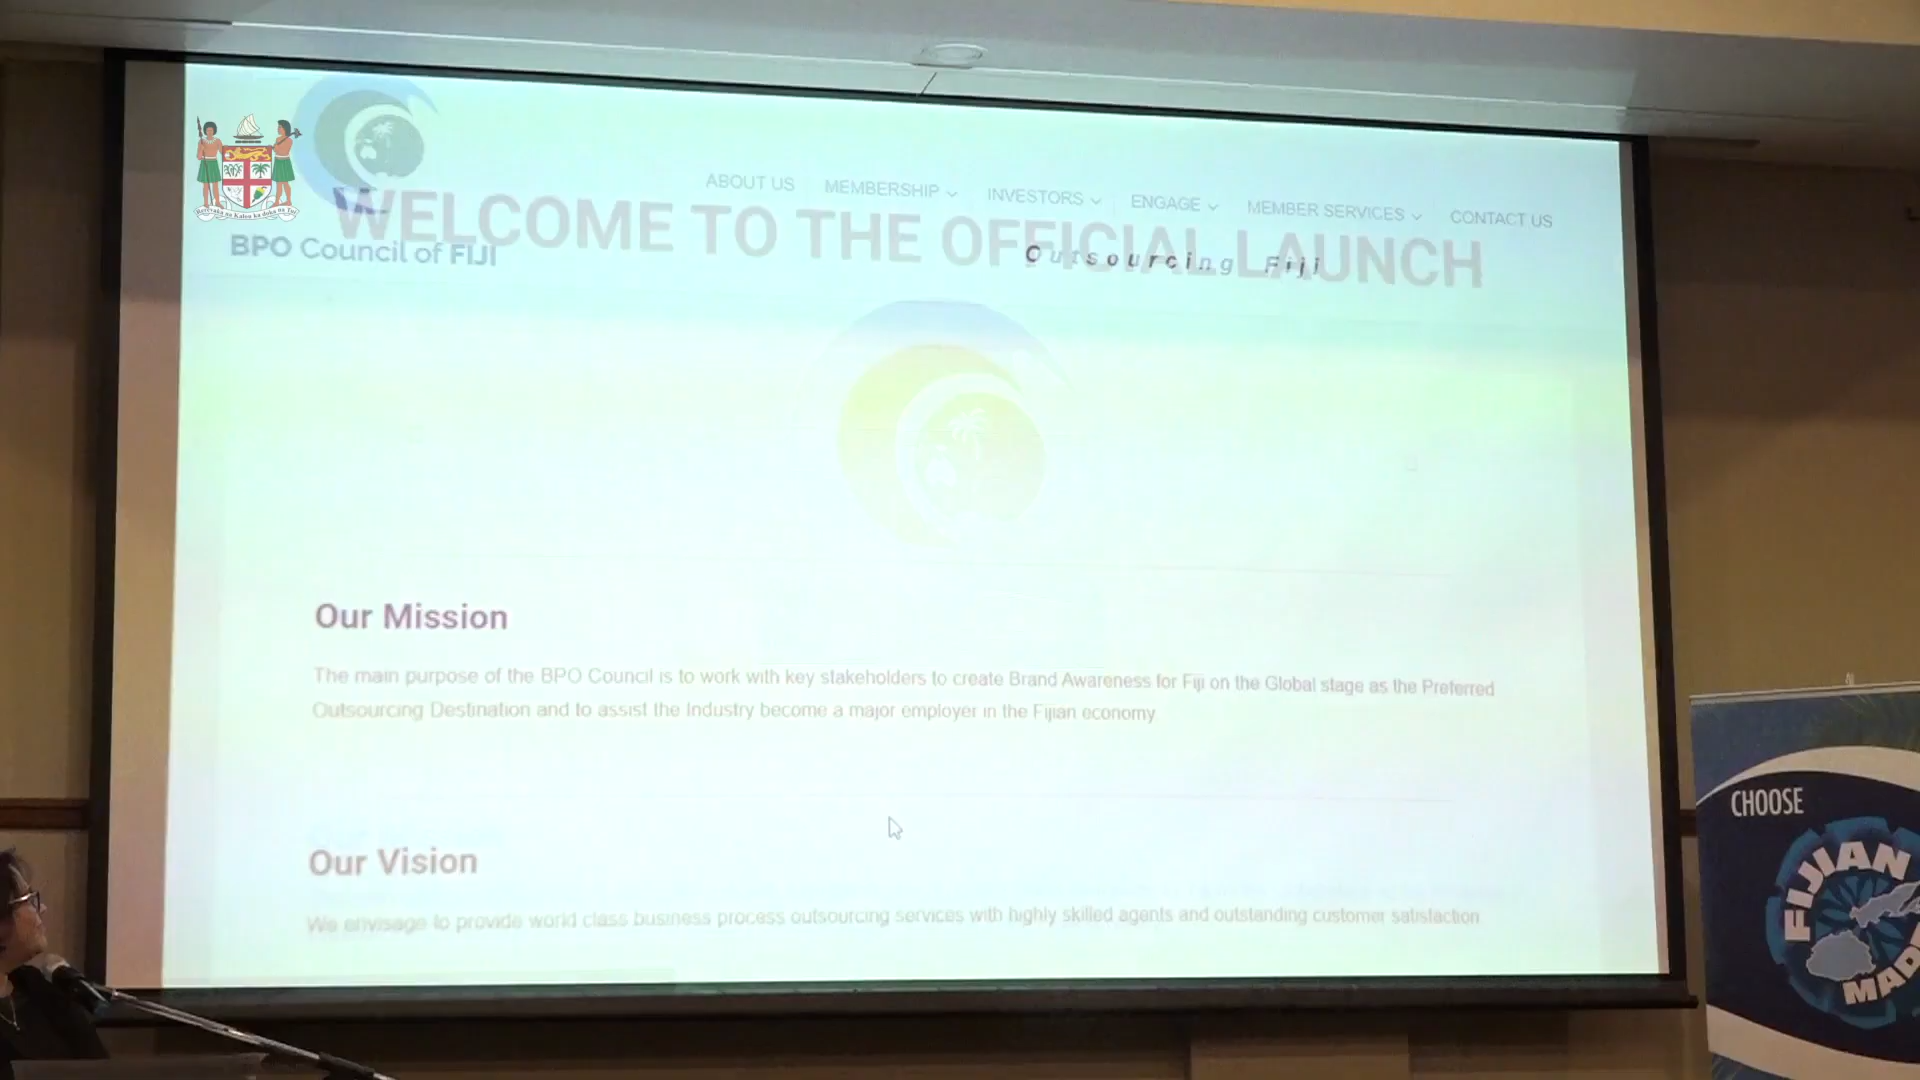 WELCOME TO THE OFFICIAL LAUNCH
ABOUT US MEMBERSHIP INVESTORS ENGAGE MEMBER SERVICES CONTACT US
BPO Council of FIJI
Outsourcing Fiji
Our Mission
The main purpose of the BPO Council is to work with key stakeholders to create Brand Awareness for Fiji on the Global stage as the Preferred
Outsourcing Destination and to assist the Industry become a major employer in the Fijian economy
Our Vision
We envisage to provide world class business process outsourcing services with highly skilled agents and outstanding customer satisfaction
CHOOSE
FIJIAN